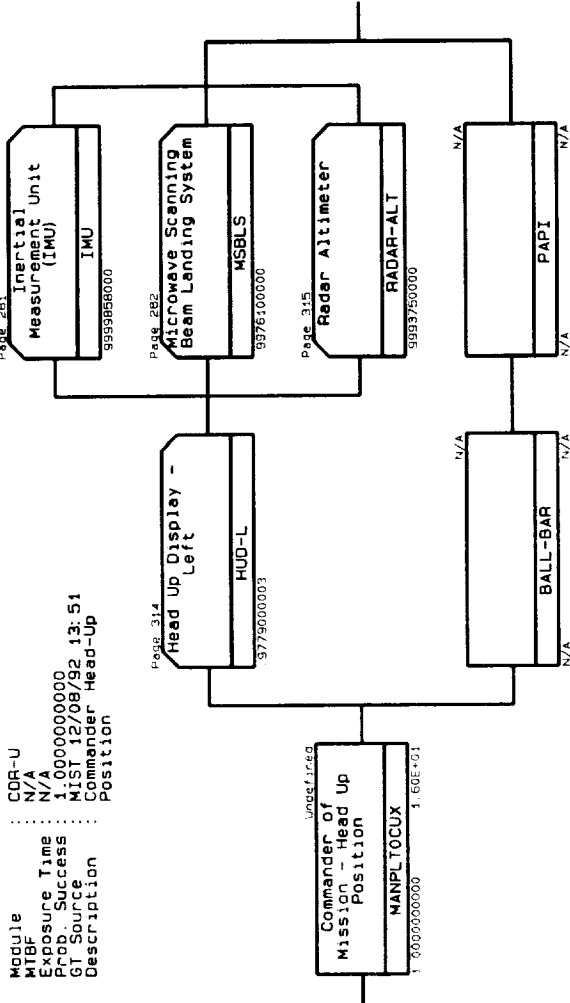 Module : CDR-U
MTBF : N/A
Exposure Time : N/A
Prob. Success : 1.0000000000
GT Source : MIST 12/08/92 13:51
Description : Commander Head-Up
Position
Undefined
Commander of
Mission - Head Up
Position
MANPLTOCUX
1.0000000000 1.60E+01
Page 314
Head Up Display -
Left
HUD-L
9779000003
N/A N/A
BALL-BAR
N/A N/A
Page 281
Inertial
Measurement Unit
(IMU)
IMU
9999858000
Page 282
Microwave Scanning
Beam Landing System
MSBLS
9976100000
Page 315
Radar Altimeter
RADAR-ALT
9993750000
N/A N/A
PAPI
N/A N/A